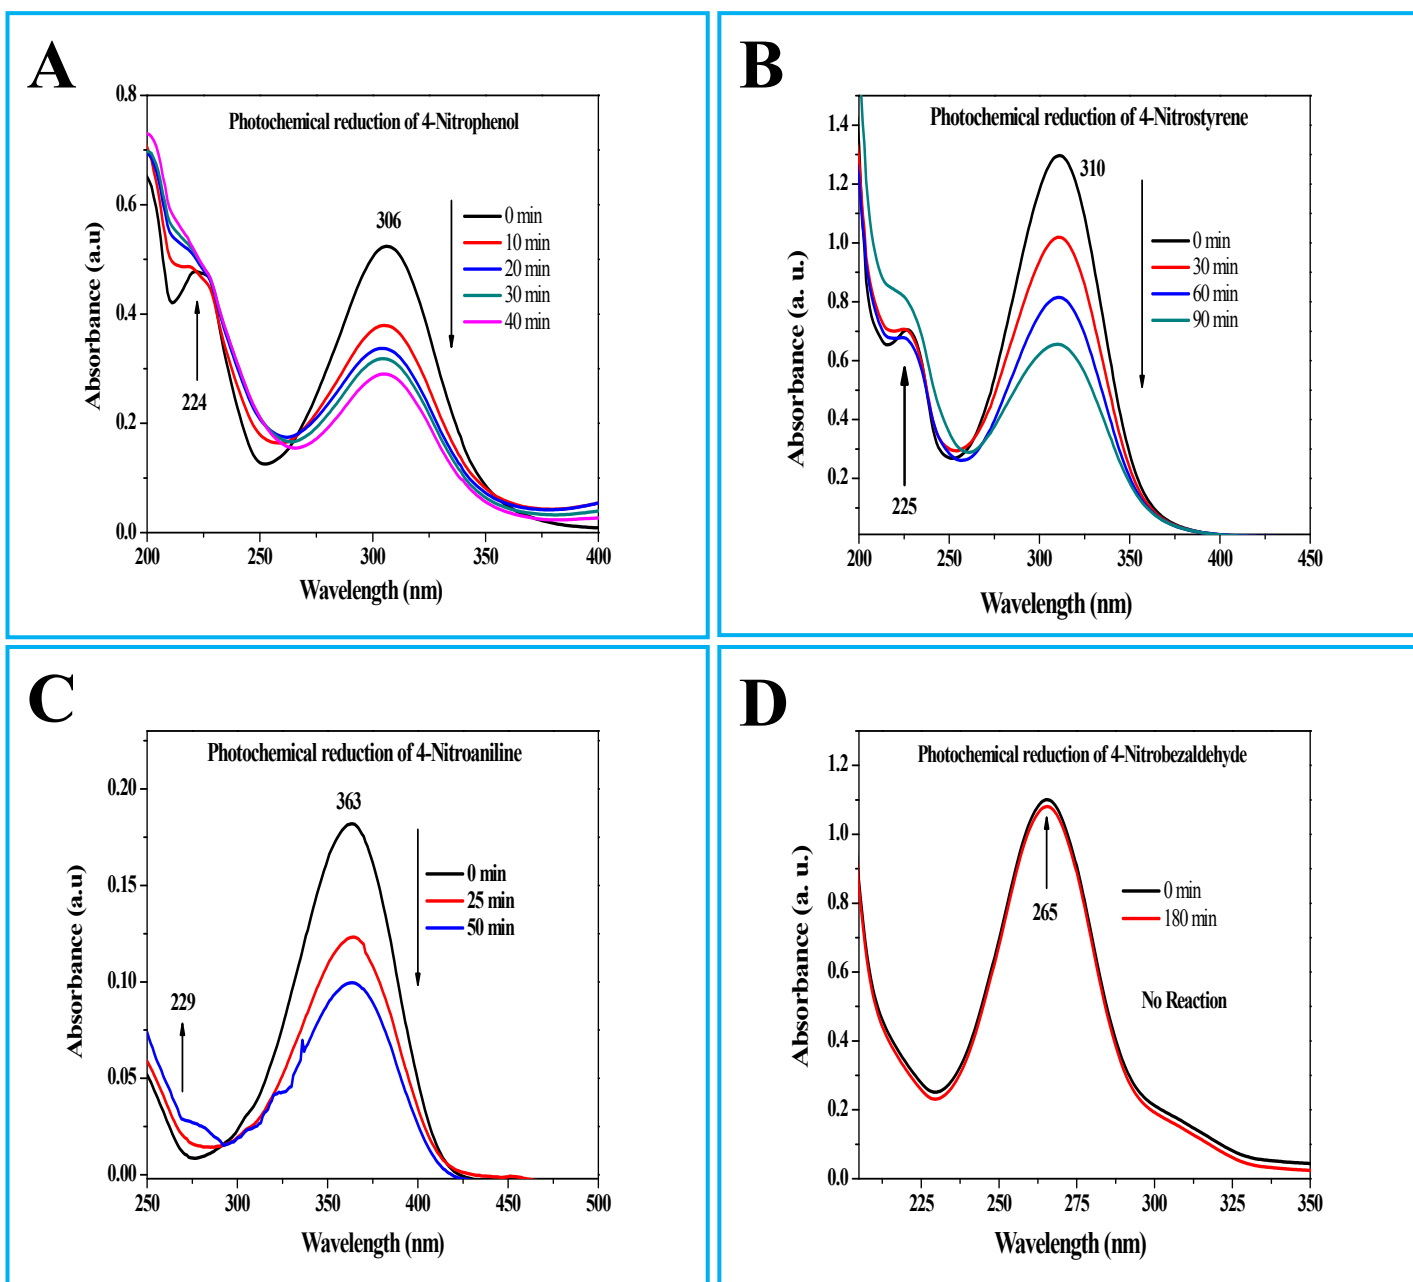 A
Photochemical reduction of 4-Nitrophenol
0.8
0.6
0.4
0.2
0.0
Absorbance (a.u)
306
224
0 min
10 min
20 min
30 min
40 min
200 250 300 350 400
Wavelength (nm)
B
Photochemical reduction of 4-Nitrostyrene
1.4
1.2
1.0
0.8
0.6
0.4
0.2
Absorbance (a. u.)
310
225
0 min
30 min
60 min
90 min
200 250 300 350 400 450
Wavelength (nm)
C
Photochemical reduction of 4-Nitroaniline
0.20
0.15
0.10
0.05
0.00
Absorbance (a.u)
363
229
0 min
25 min
50 min
250 300 350 400 450 500
Wavelength (nm)
D
Photochemical reduction of 4-Nitrobezaldehyde
1.2
1.0
0.8
0.6
0.4
0.2
0.0
Absorbance (a. u.)
265
0 min
180 min
No Reaction
225 250 275 300 325 350
Wavelength (nm)